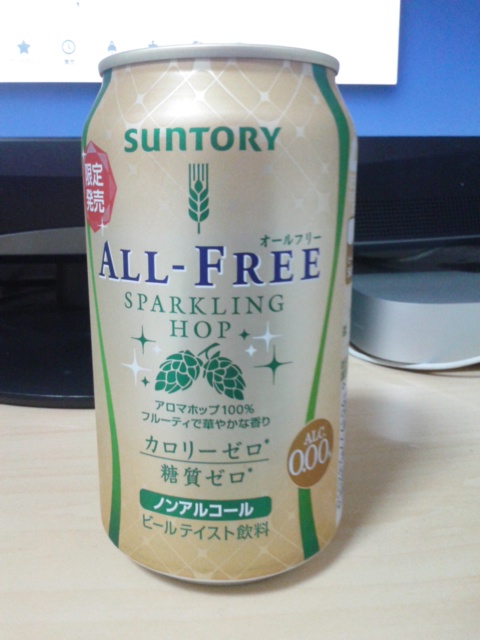 SUNTORY
限定
発売
オールフリー
ALL-FREE
SPARKLING
HOP
アロマホップ100%
フルーティで華やかな香り
カロリーゼロ*
糖質ゼロ*
ALC.
0.00%
ノンアルコール
ビールテイスト飲料